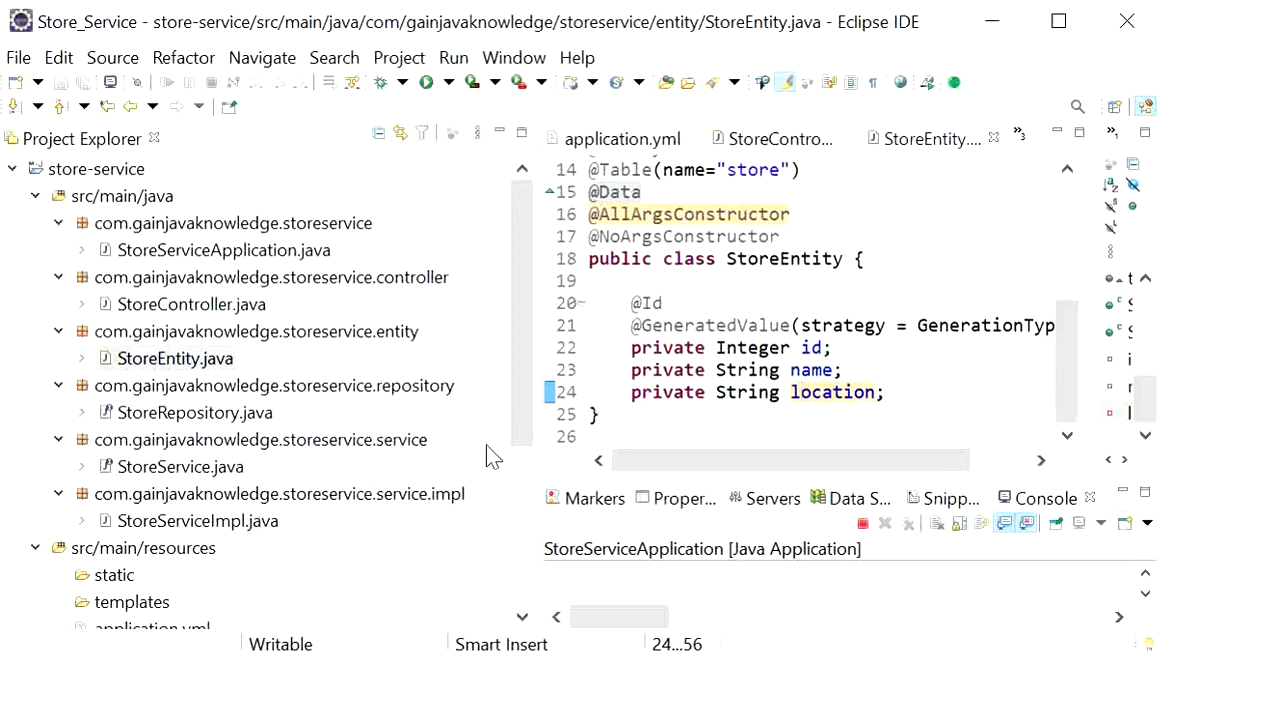 Store_Service - store-service/src/main/java/com/gainjavaknowledge/storeservice/entity/StoreEntity.java - Eclipse IDE
File Edit Source Refactor Navigate Search Project Run Window Help
Project Explorer
store-service
src/main/java
com.gainjavaknowledge.storeservice
StoreServiceApplication.java
com.gainjavaknowledge.storeservice.controller
StoreController.java
com.gainjavaknowledge.storeservice.entity
StoreEntity.java
com.gainjavaknowledge.storeservice.repository
StoreRepository.java
com.gainjavaknowledge.storeservice.service
StoreService.java
com.gainjavaknowledge.storeservice.service.impl
StoreServiceImpl.java
src/main/resources
static
templates
application.yml
application.yml StoreContro... StoreEntity....
14 @Table(name="store")
15 @Data
16 @AllArgsConstructor
17 @NoArgsConstructor
18 public class StoreEntity {
19
20 @Id
21 @GeneratedValue(strategy = GenerationTyp
22 private Integer id;
23 private String name;
24 private String location;
25 }
26
Markers Proper... Servers Data S... Snipp... Console
StoreServiceApplication [Java Application]
Writable Smart Insert 24...56